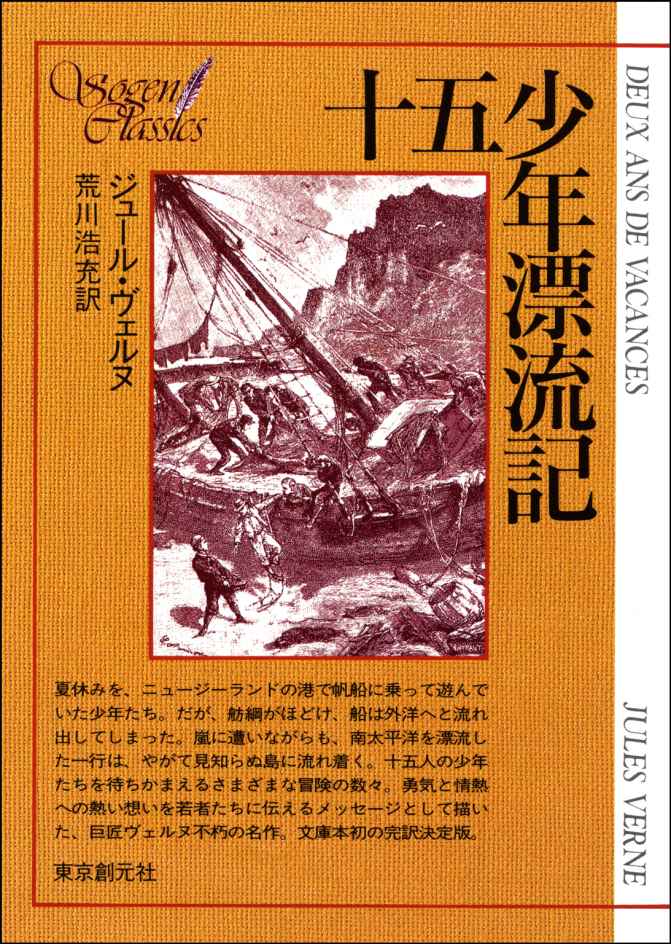 Sogen
Classics
十五少年漂流記
ジュール・ヴェルヌ
荒川浩充訳
DEUX ANS DE VACANCES
JULES VERNE
夏休みを、ニュージーランドの港で帆船に乗って遊んで
いた少年たち。だが、舫綱がほどけ、船は外洋へと流れ
出してしまった。嵐に遭いながらも、南太平洋を漂流し
た一行は、やがて見知らぬ島に流れ着く。十五人の少年
たちを待ちかまえるさまざまな冒険の数々。勇気と情熱
への熱い想いを若者たちに伝えるメッセージとして描い
た、巨匠ヴェルヌ不朽の名作。文庫本初の完訳決定版。
東京創元社